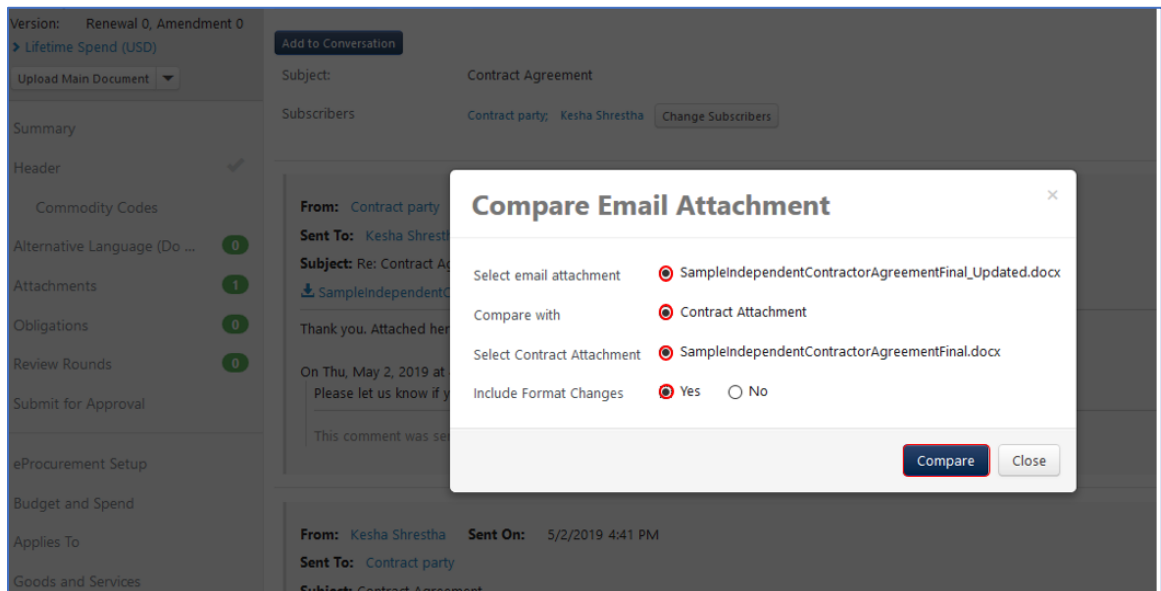 Version: Renewal 0, Amendment 0
Lifetime Spend (USD)
Upload Main Document
Summary
Header
Commodity Codes
Alternative Language (Do ... 0
Attachments 1
Obligations 0
Review Rounds 0
Submit for Approval
eProcurement Setup
Budget and Spend
Applies To
Goods and Services
Add to Conversation
Subject: Contract Agreement
Subscribers Contract party; Kesha Shrestha Change Subscribers
From: Contract party
Sent To: Kesha Shresth
Subject: Re: Contract Ag
SampleIndependentC
Thank you. Attached her
On Thu, May 2, 2019 at
Please let us know if y
This comment was se
Compare Email Attachment ×
Select email attachment SampleIndependentContractorAgreementFinal_Updated.docx
Compare with Contract Attachment
Select Contract Attachment SampleIndependentContractorAgreementFinal.docx
Include Format Changes Yes No
Compare Close
From: Kesha Shrestha Sent On: 5/2/2019 4:41 PM
Sent To: Contract party
Subject: Contract Agreement